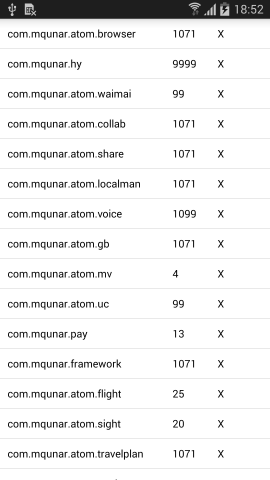 18:52
com.mqunar.atom.browser 1071 X
com.mqunar.hy 9999 X
com.mqunar.atom.waimai 99 X
com.mqunar.atom.collab 1071 X
com.mqunar.atom.share 1071 X
com.mqunar.atom.localman 1071 X
com.mqunar.atom.voice 1099 X
com.mqunar.atom.gb 1071 X
com.mqunar.atom.mv 4 X
com.mqunar.atom.uc 99 X
com.mqunar.pay 13 X
com.mqunar.framework 1071 X
com.mqunar.atom.flight 25 X
com.mqunar.atom.sight 20 X
com.mqunar.atom.travelplan 1071 X